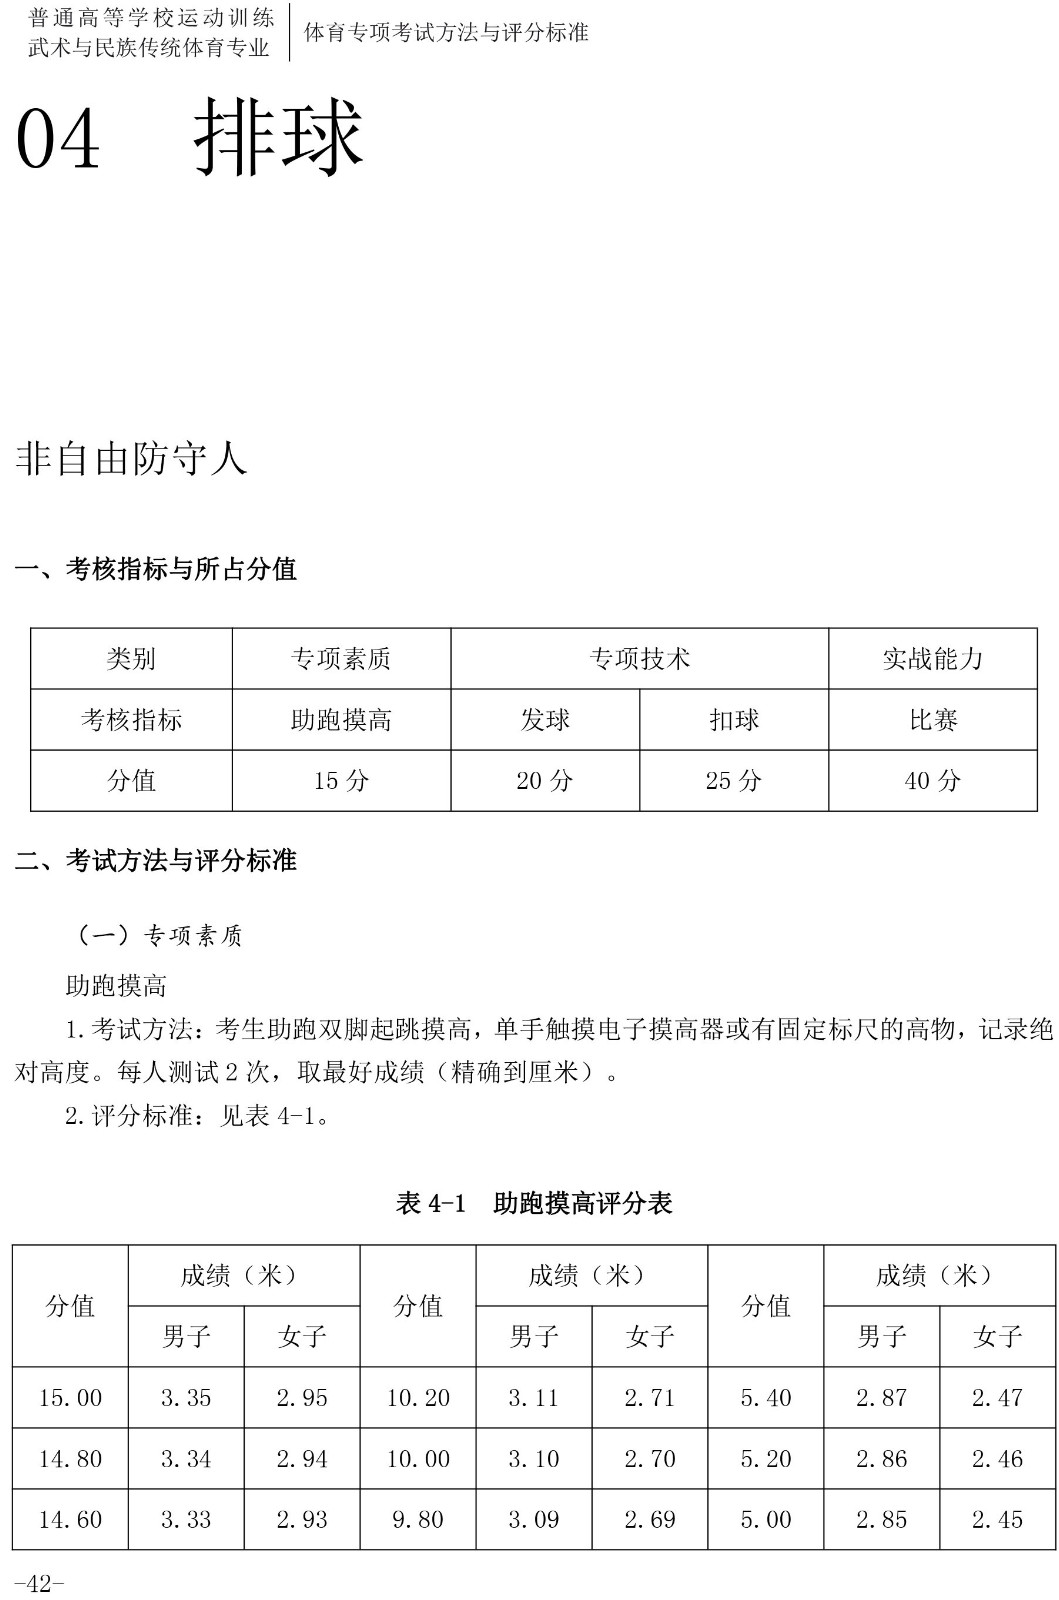 普通高等学校运动训练
武术与民族传统体育专业
体育专项考试方法与评分标准
04 排球
非自由防守人
一、考核指标与所占分值
类别 专项素质 专项技术 实战能力
考核指标 助跑摸高 发球 扣球 比赛
分值 15 分 20 分 25 分 40 分
二、考试方法与评分标准
（一）专项素质
助跑摸高
1.考试方法：考生助跑双脚起跳摸高，单手触摸电子摸高器或有固定标尺的高物，记录绝
对高度。每人测试 2 次，取最好成绩（精确到厘米）。
2.评分标准：见表 4-1。
表 4-1 助跑摸高评分表
分值 成绩（米） 分值 成绩（米） 分值 成绩（米）
男子 女子 男子 女子 男子 女子
15.00 3.35 2.95 10.20 3.11 2.71 5.40 2.87 2.47
14.80 3.34 2.94 10.00 3.10 2.70 5.20 2.86 2.46
14.60 3.33 2.93 9.80 3.09 2.69 5.00 2.85 2.45
-42-